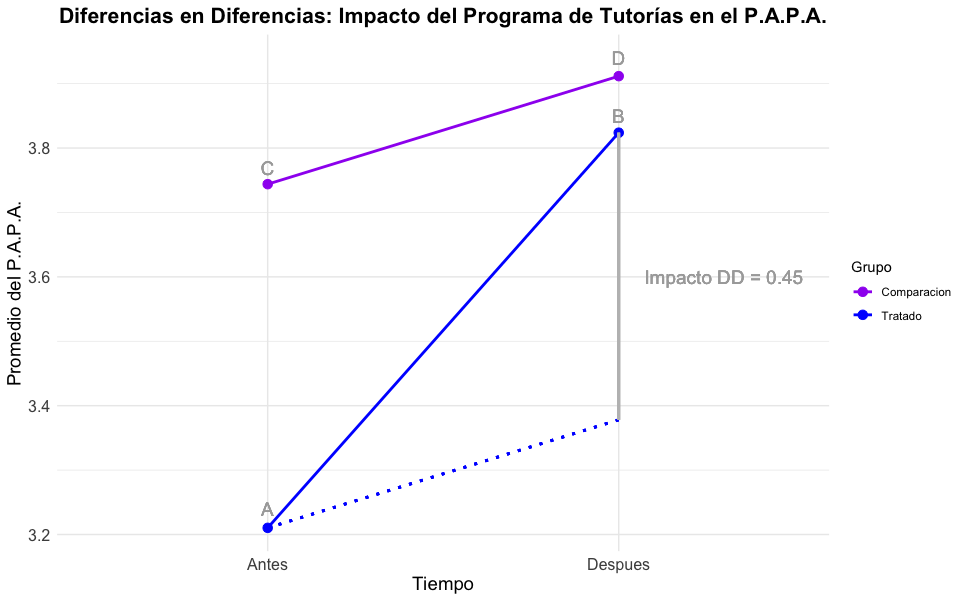 Diferencias en Diferencias: Impacto del Programa de Tutorías en el P.A.P.A.
Promedio del P.A.P.A.
3.8
3.6
3.4
3.2
D
B
C
A
Impacto DD = 0.45
Antes
Despues
Tiempo
Grupo
Comparacion
Tratado